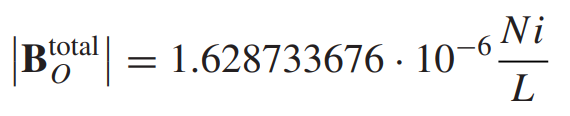 |𝐁_O^total| = 1.628733676 · 10^−6 Ni/L